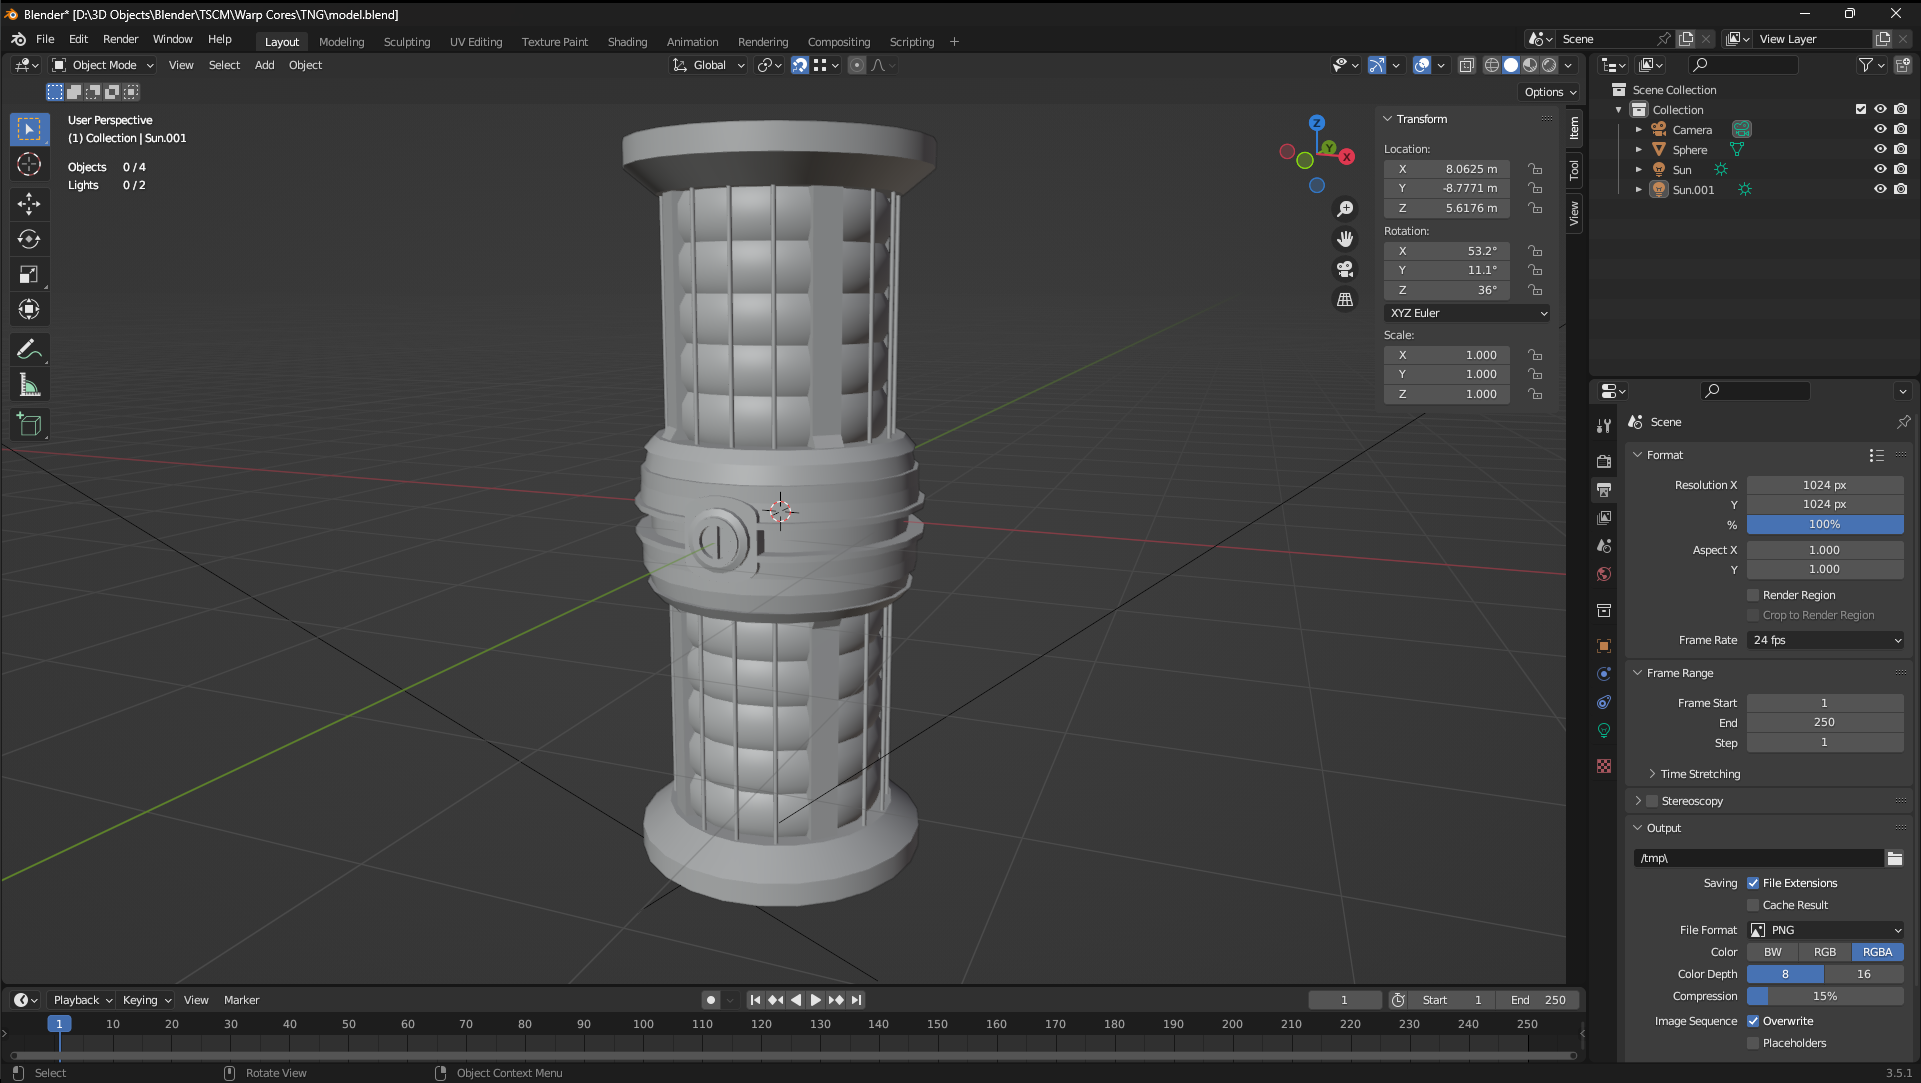 Blender* [D:\3D Objects\Blender\TSCM\Warp Cores\TNG\model.blend]
File Edit Render Window Help Layout Modeling Sculpting UV Editing Texture Paint Shading Animation Rendering Compositing Scripting + Scene View Layer
Object Mode View Select Add Object Global
Options
User Perspective
(1) Collection | Sun.001
Objects 0/4
Lights 0/2
Z
Y
X
Transform
Location:
X 8.0625 m
Y -8.7771 m
Z 5.6176 m
Rotation:
X 53.2°
Y 11.1°
Z 36°
XYZ Euler
Scale:
X 1.000
Y 1.000
Z 1.000
Item
Tool
View
Scene Collection
Collection
Camera
Sphere
Sun
Sun.001
Scene
Format
Resolution X 1024 px
Y 1024 px
% 100%
Aspect X 1.000
Y 1.000
Render Region
Crop to Render Region
Frame Rate 24 fps
Frame Range
Frame Start 1
End 250
Step 1
Time Stretching
Stereoscopy
Output
/tmp\
Saving File Extensions
Cache Result
File Format PNG
Color BW RGB RGBA
Color Depth 8 16
Compression 15%
Image Sequence Overwrite
Placeholders
Playback Keying View Marker 1 Start 1 End 250
1 10 20 30 40 50 60 70 80 90 100 110 120 130 140 150 160 170 180 190 200 210 220 230 240 250
Select Rotate View Object Context Menu 3.5.1